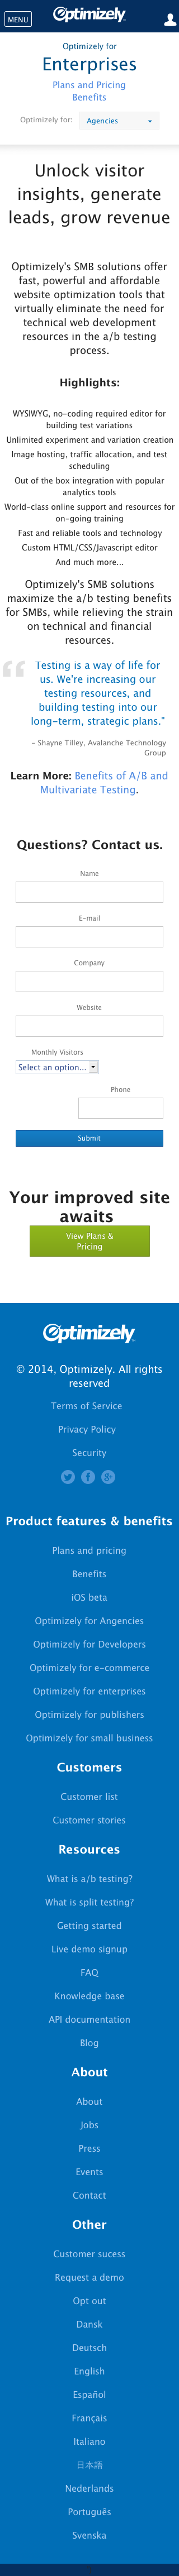 MENU
Optimizely
Optimizely for
Enterprises
Plans and Pricing
Benefits
Optimizely for:
Agencies
Unlock visitor
insights, generate
leads, grow revenue
Optimizely's SMB solutions offer
fast, powerful and affordable
website optimization tools that
virtually eliminate the need for
technical web development
resources in the a/b testing
process.
Highlights:
WYSIWYG, no-coding required editor for
building test variations
Unlimited experiment and variation creation
Image hosting, traffic allocation, and test
scheduling
Out of the box integration with popular
analytics tools
World-class online support and resources for
on-going training
Fast and reliable tools and technology
Custom HTML/CSS/Javascript editor
And much more...
Optimizely's SMB solutions
maximize the a/b testing benefits
for SMBs, while relieving the strain
on technical and financial
resources.
“
Testing is a way of life for
us. We're increasing our
testing resources, and
building testing into our
long-term, strategic plans."
- Shayne Tilley, Avalanche Technology
Group
Learn More: Benefits of A/B and
Multivariate Testing.
Questions? Contact us.
Name
E-mail
Company
Website
Monthly Visitors
Select an option...
Phone
Submit
Your improved site
awaits
View Plans &
Pricing
Optimizely
© 2014, Optimizely. All rights
reserved
Terms of Service
Privacy Policy
Security
Product features & benefits
Plans and pricing
Benefits
iOS beta
Optimizely for Angencies
Optimizely for Developers
Optimizely for e-commerce
Optimizely for enterprises
Optimizely for publishers
Optimizely for small business
Customers
Customer list
Customer stories
Resources
What is a/b testing?
What is split testing?
Getting started
Live demo signup
FAQ
Knowledge base
API documentation
Blog
About
About
Jobs
Press
Events
Contact
Other
Customer sucess
Request a demo
Opt out
Dansk
Deutsch
English
Español
Français
Italiano
日本語
Nederlands
Português
Svenska